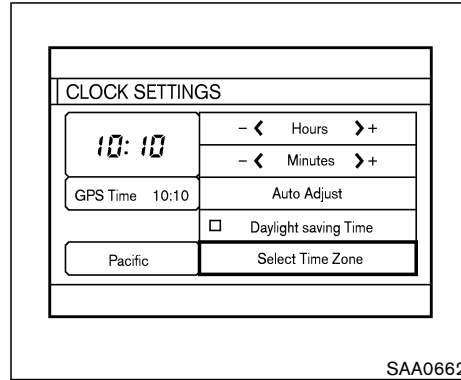 CLOCK SETTINGS
10:10
GPS Time 10:10
Pacific
- < Hours > +
- < Minutes > +
Auto Adjust
Daylight saving Time
Select Time Zone
SAA0662